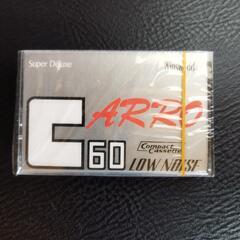 Super Deluxe
C ARRO
60
Compact
Cassette
LOW NOISE